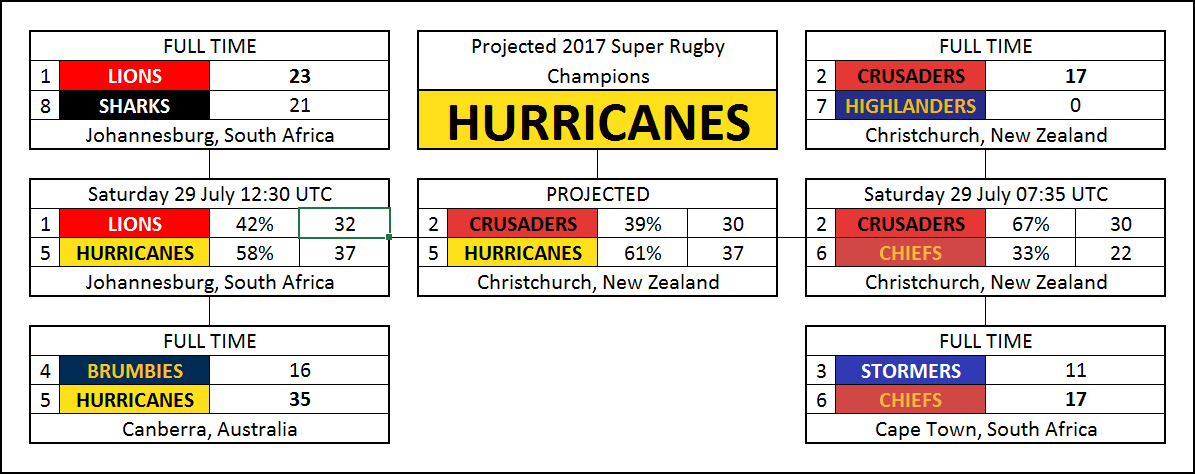 FULL TIME
1 LIONS 23
8 SHARKS 21
Johannesburg, South Africa
Projected 2017 Super Rugby
Champions
HURRICANES
FULL TIME
2 CRUSADERS 17
7 HIGHLANDERS 0
Christchurch, New Zealand
Saturday 29 July 12:30 UTC
1 LIONS 42% 32
5 HURRICANES 58% 37
Johannesburg, South Africa
PROJECTED
2 CRUSADERS 39% 30
5 HURRICANES 61% 37
Christchurch, New Zealand
Saturday 29 July 07:35 UTC
2 CRUSADERS 67% 30
6 CHIEFS 33% 22
Christchurch, New Zealand
FULL TIME
4 BRUMBIES 16
5 HURRICANES 35
Canberra, Australia
FULL TIME
3 STORMERS 11
6 CHIEFS 17
Cape Town, South Africa